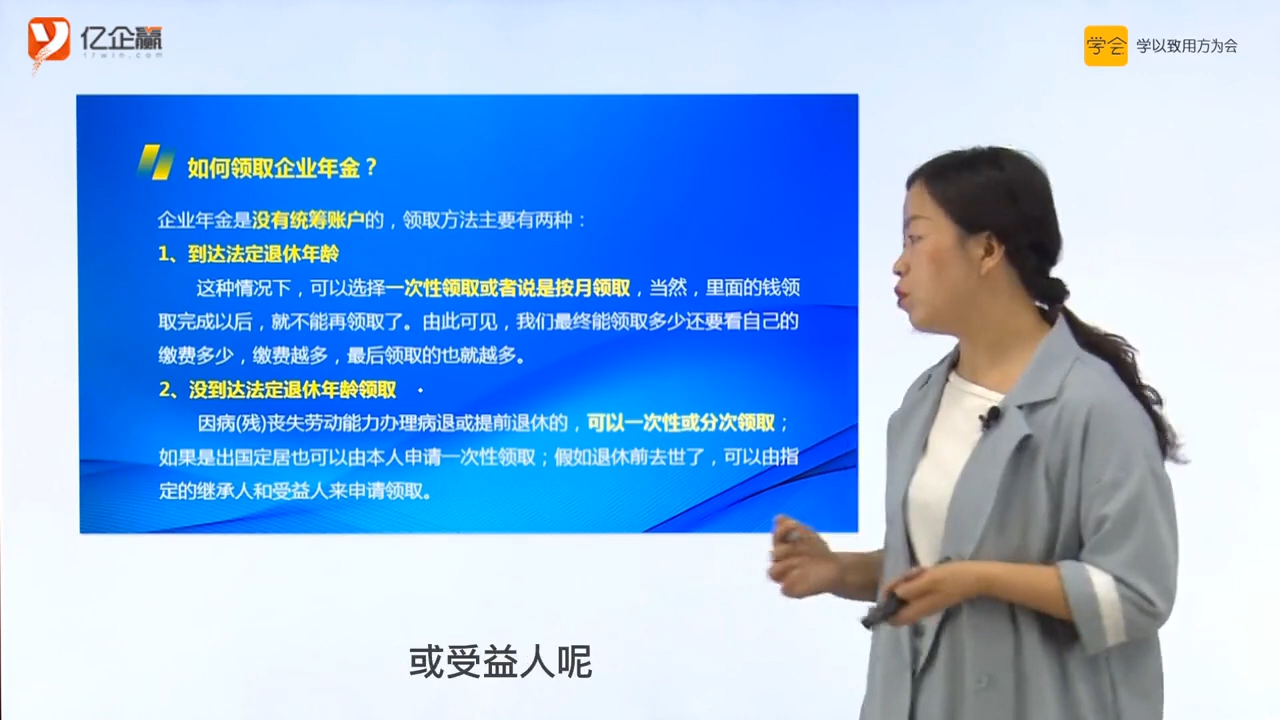 亿企赢
17win.com
学会
学以致用方为会
如何领取企业年金？
企业年金是没有统筹账户的，领取方法主要有两种：
1、到达法定退休年龄
这种情况下，可以选择一次性领取或者说是按月领取，当然，里面的钱领
取完成以后，就不能再领取了。由此可见，我们最终能领取多少还要看自己的
缴费多少，缴费越多，最后领取的也就越多。
2、没到达法定退休年龄领取
因病(残)丧失劳动能力办理病退或提前退休的，可以一次性或分次领取；
如果是出国定居也可以由本人申请一次性领取；假如退休前去世了，可以由指
定的继承人和受益人来申请领取。
或受益人呢